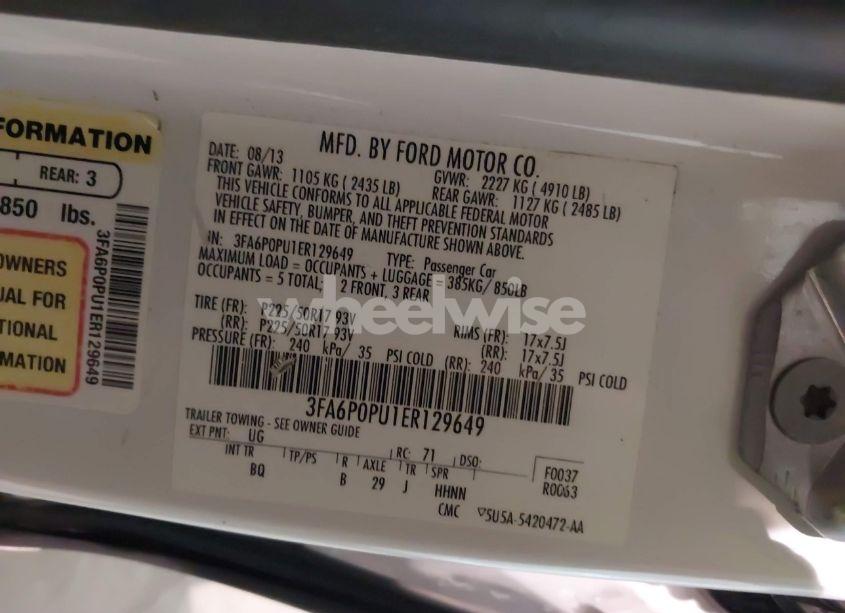 FORMATION
REAR: 3
850 lbs.
OWNERS
UAL FOR
TIONAL
MATION
3FA6P0PU1ER129649
MFD. BY FORD MOTOR CO.
DATE: 08/13 GVWR: 2227 KG ( 4910 LB)
FRONT GAWR: 1105 KG ( 2435 LB) REAR GAWR: 1127 KG ( 2485 LB)
THIS VEHICLE CONFORMS TO ALL APPLICABLE FEDERAL MOTOR
VEHICLE SAFETY, BUMPER, AND THEFT PREVENTION STANDARDS
IN EFFECT ON THE DATE OF MANUFACTURE SHOWN ABOVE.
IN: 3FA6P0PU1ER129649 TYPE: Passenger Car
MAXIMUM LOAD = OCCUPANTS + LUGGAGE = 385KG/ 850LB
OCCUPANTS = 5 TOTAL; 2 FRONT, 3 REAR
wheelwise
TIRE (FR): P225/50R17 93V RIMS (FR): 17x7.5J
(RR): P225/50R17 93V (RR): 17x7.5J
PRESSURE (FR): 240 kPa/ 35 PSI COLD (RR): 240 kPa/ 35 PSI COLD
3FA6P0PU1ER129649
TRAILER TOWING - SEE OWNER GUIDE
EXT PNT: UG RC: 71 DSO:
INT TR TP/PS R AXLE TR SPR F0037
BQ B 29 J HHNN R0063
CMC 5U5A-5420472-AA